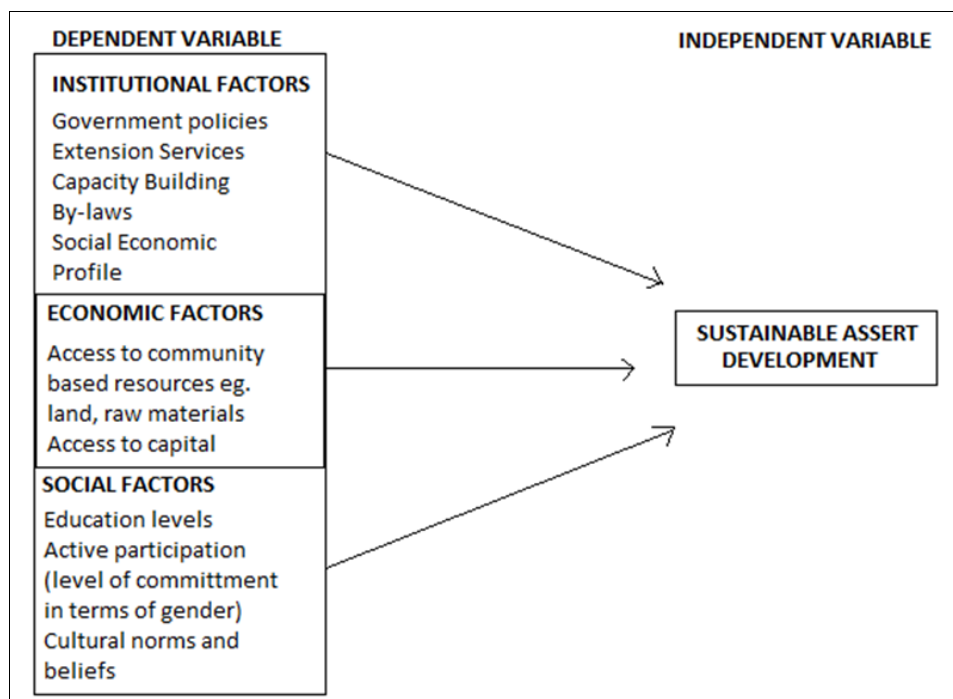 DEPENDENT VARIABLE
INSTITUTIONAL FACTORS
Government policies
Extension Services
Capacity Building
By-laws
Social Economic
Profile
ECONOMIC FACTORS
Access to community
based resources eg.
land, raw materials
Access to capital
SOCIAL FACTORS
Education levels
Active participation
(level of committment
in terms of gender)
Cultural norms and
beliefs
INDEPENDENT VARIABLE
SUSTAINABLE ASSERT
DEVELOPMENT